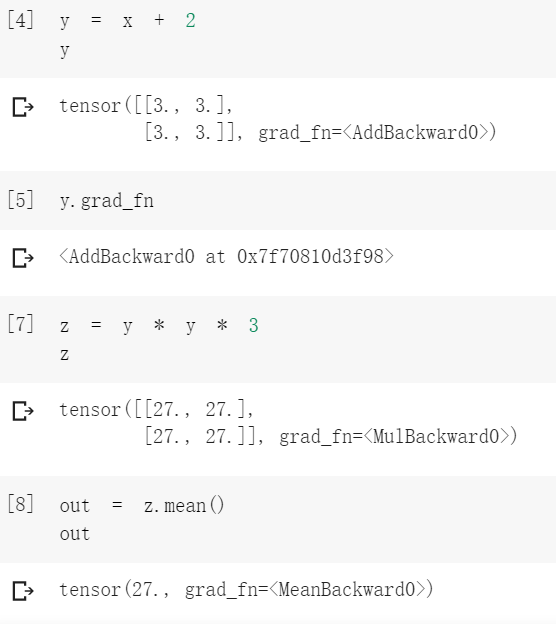 [4] y = x + 2
y
tensor([[3., 3.],
[3., 3.]], grad_fn=<AddBackward0>)
[5] y.grad_fn
<AddBackward0 at 0x7f70810d3f98>
[7] z = y * y * 3
z
tensor([[27., 27.],
[27., 27.]], grad_fn=<MulBackward0>)
[8] out = z.mean()
out
tensor(27., grad_fn=<MeanBackward0>)